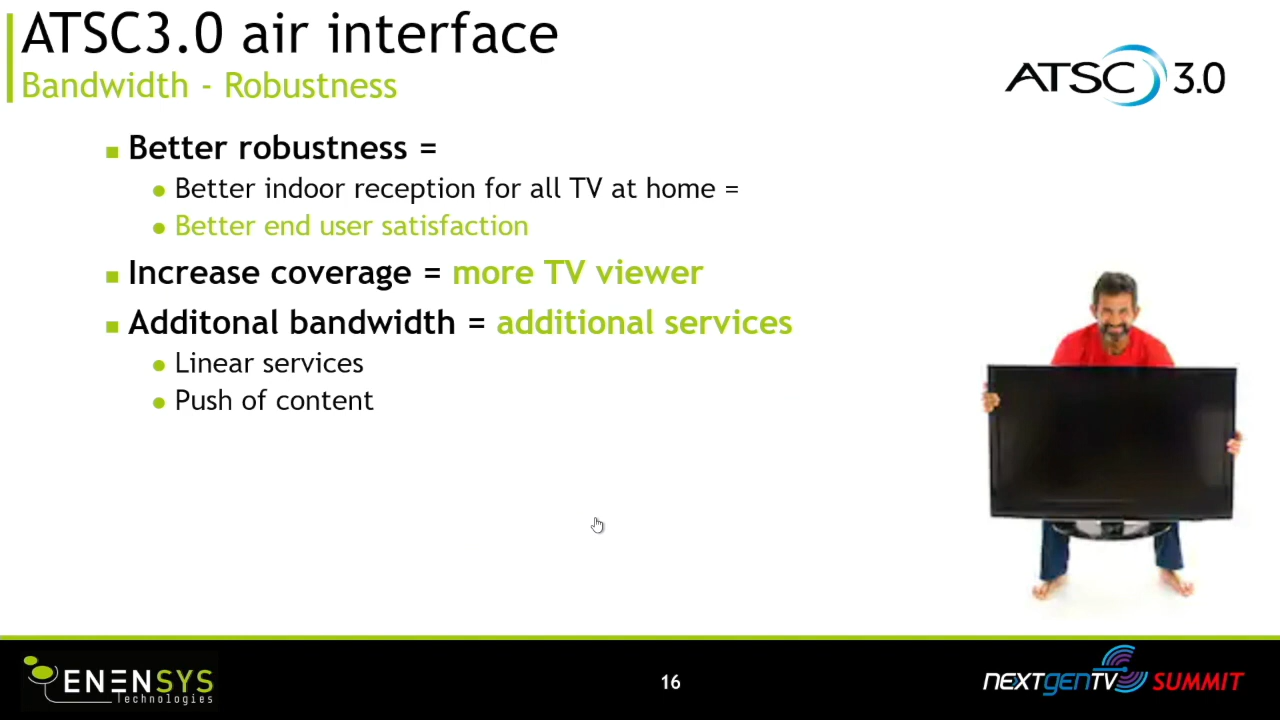 ATSC3.0 air interface
Bandwidth - Robustness
ATSC 3.0
Better robustness =
Better indoor reception for all TV at home =
Better end user satisfaction
Increase coverage = more TV viewer
Additonal bandwidth = additional services
Linear services
Push of content
ENENSYS
Technologies
16
NEXTGENTV SUMMIT